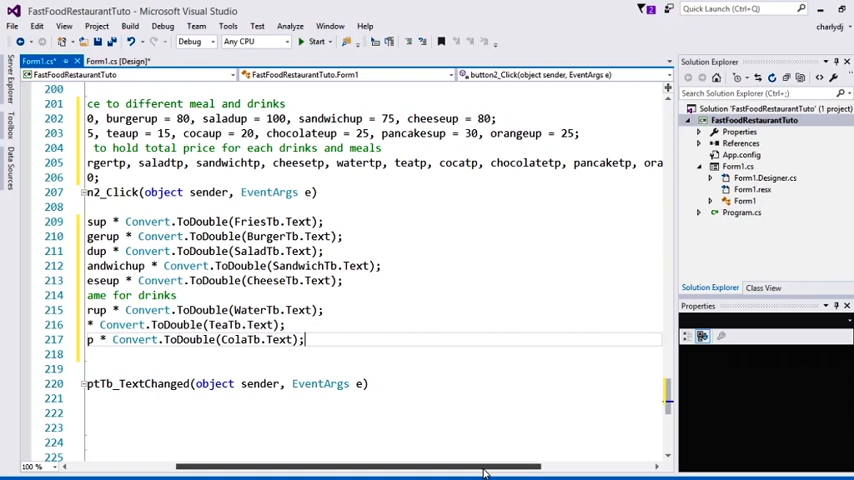 FastFoodRestaurantTuto - Microsoft Visual Studio
2
Quick Launch (Ctrl+Q)
File Edit View Project Build Debug Team Tools Test Analyze Window Help
charlydj
Debug Any CPU Start
Form1.cs* Form1.cs [Design]*
FastFoodRestaurantTuto FastFoodRestaurantTuto.Form1 button2_Click(object sender, EventArgs e)
Server Explorer
Toolbox
Data Sources
200
201 ce to different meal and drinks
202 0, burgerup = 80, saladup = 100, sandwichup = 75, cheeseup = 80;
203 5, teaup = 15, cocaup = 20, chocolateup = 25, pancakesup = 30, orangeup = 25;
204 to hold total price for each drinks and meals
205 rgertp, saladtp, sandwichtp, cheesetp, watertp, teatp, cocatp, chocolatetp, pancaketp, ora
206 0;
207 n2_Click(object sender, EventArgs e)
208
209 sup * Convert.ToDouble(FriesTb.Text);
210 gerup * Convert.ToDouble(BurgerTb.Text);
211 dup * Convert.ToDouble(SaladTb.Text);
212 andwichup * Convert.ToDouble(SandwichTb.Text);
213 eseup * Convert.ToDouble(CheeseTb.Text);
214 ame for drinks
215 rup * Convert.ToDouble(WaterTb.Text);
216 * Convert.ToDouble(TeaTb.Text);
217 p * Convert.ToDouble(ColaTb.Text);
218
219
220 ptTb_TextChanged(object sender, EventArgs e)
221
222
223
224
225
100 %
Solution Explorer
Search Solution Explorer (Ctrl+;)
Solution 'FastFoodRestaurantTuto' (1 project)
FastFoodRestaurantTuto
Properties
References
App.config
Form1.cs
Form1.Designer.cs
Form1.resx
Form1
Program.cs
Solution Explorer Class View
Properties